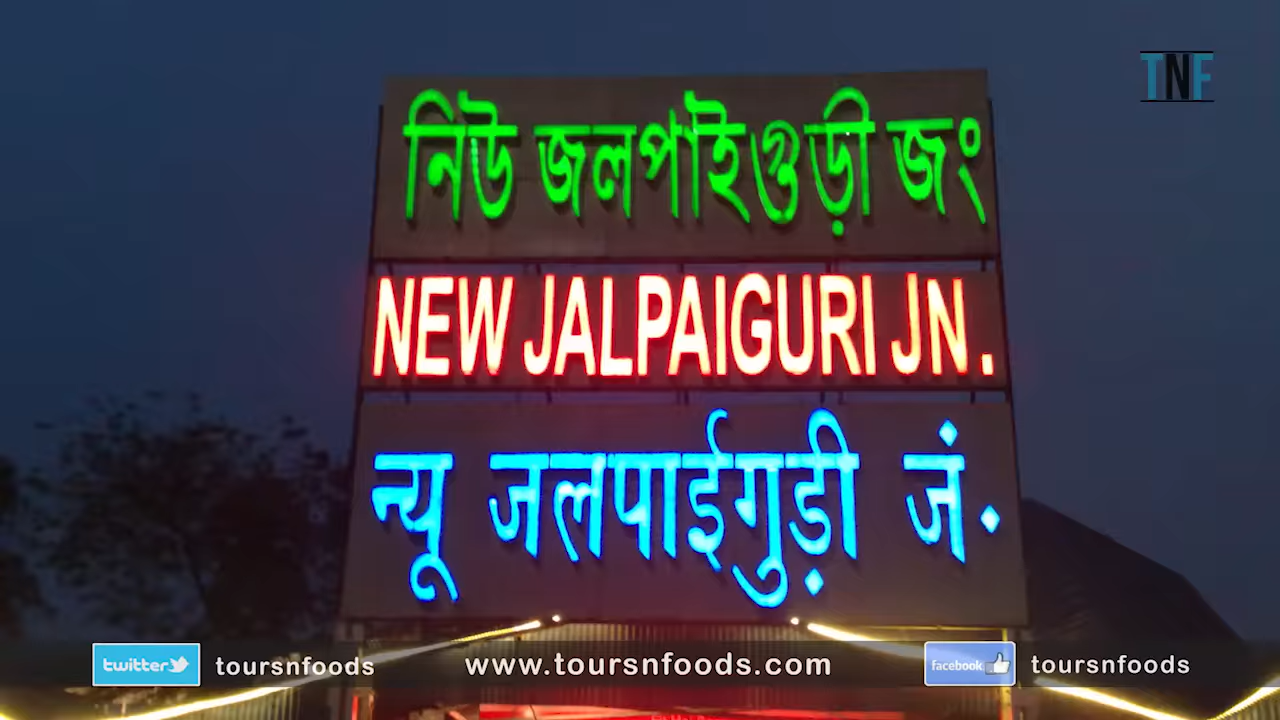 TNF
নিউ জলপাইগুড়ী জং
NEW JALPAIGURI JN.
न्यू जलपाईगुड़ी जं.
twitter toursnfoods www.toursnfoods.com facebook toursnfoods